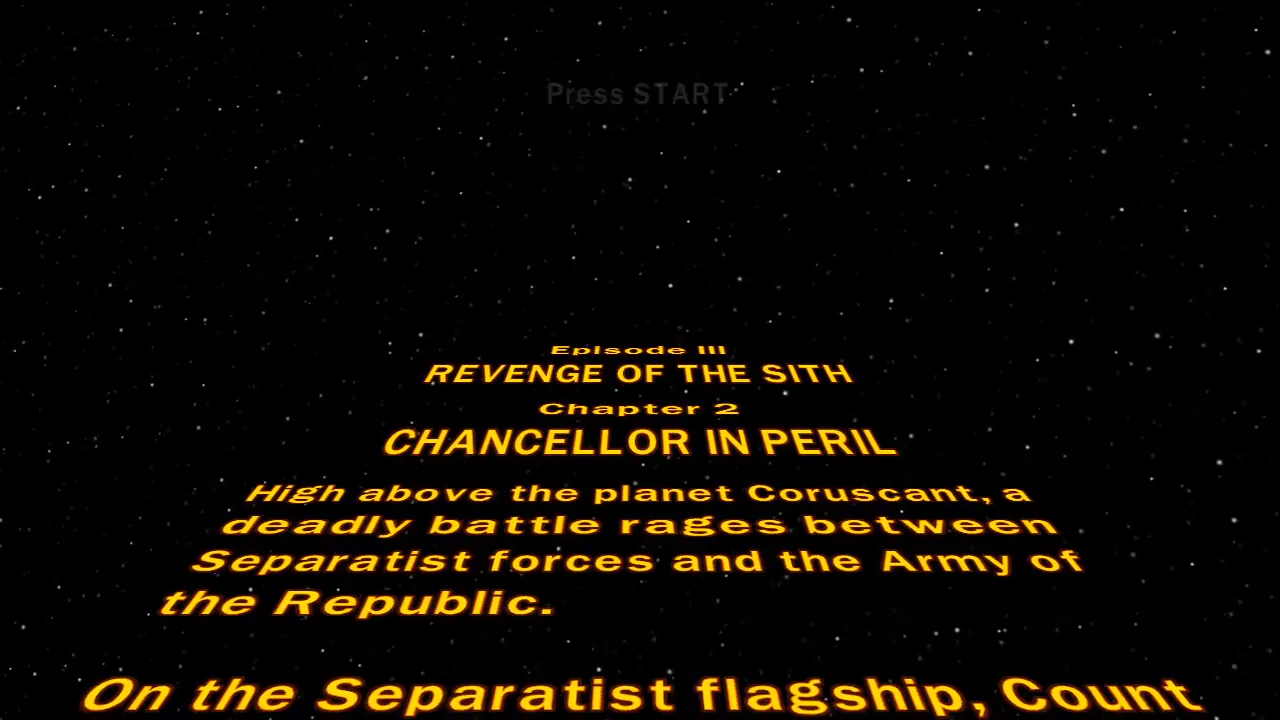 Press START
Episode III
REVENGE OF THE SITH
Chapter 2
CHANCELLOR IN PERIL
High above the planet Coruscant, a
deadly battle rages between
Separatist forces and the Army of
the Republic.
On the Separatist flagship, Count